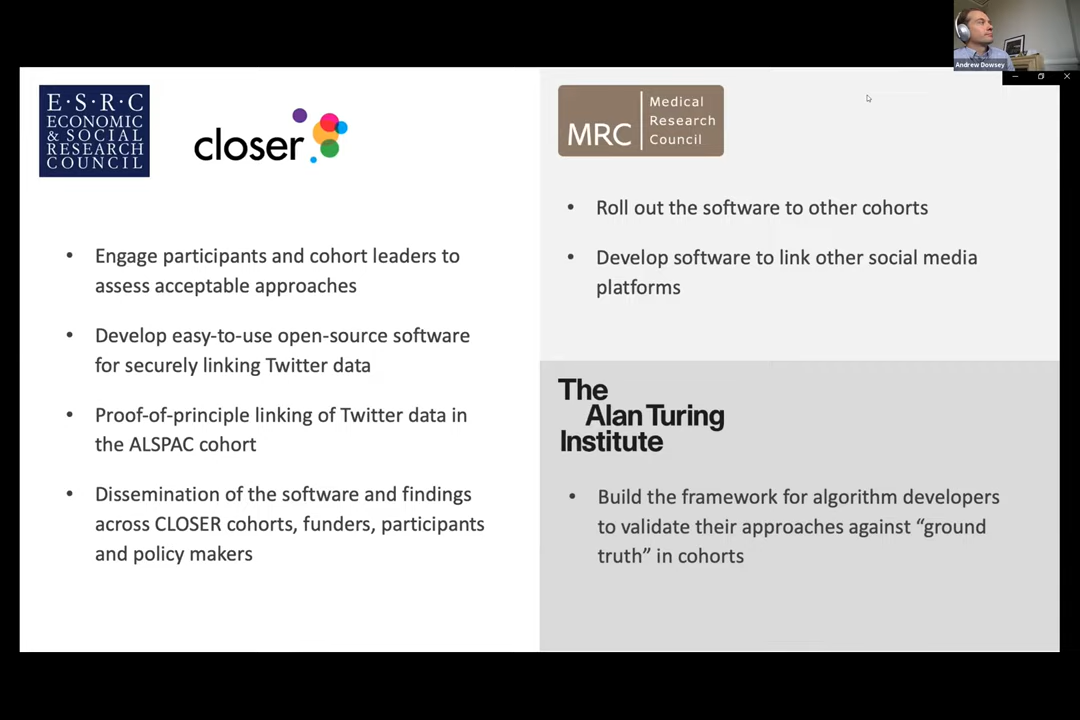 Andrew Dowsey
E·S·R·C
ECONOMIC
& SOCIAL
RESEARCH
COUNCIL
closer
• Engage participants and cohort leaders to
assess acceptable approaches
• Develop easy-to-use open-source software
for securely linking Twitter data
• Proof-of-principle linking of Twitter data in
the ALSPAC cohort
• Dissemination of the software and findings
across CLOSER cohorts, funders, participants
and policy makers
MRC
Medical
Research
Council
• Roll out the software to other cohorts
• Develop software to link other social media
platforms
The
Alan Turing
Institute
• Build the framework for algorithm developers
to validate their approaches against “ground
truth” in cohorts